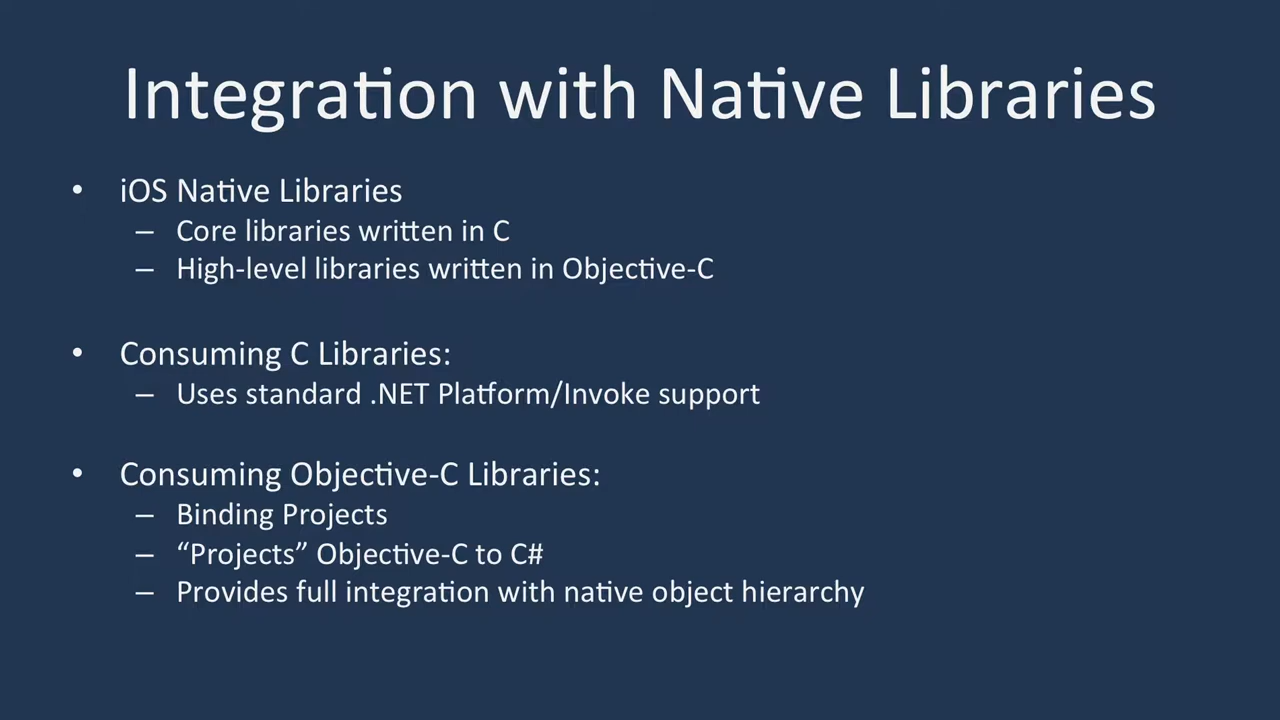 Integration with Native Libraries
• iOS Native Libraries
– Core libraries written in C
– High-level libraries written in Objective-C
• Consuming C Libraries:
– Uses standard .NET Platform/Invoke support
• Consuming Objective-C Libraries:
– Binding Projects
– “Projects” Objective-C to C#
– Provides full integration with native object hierarchy